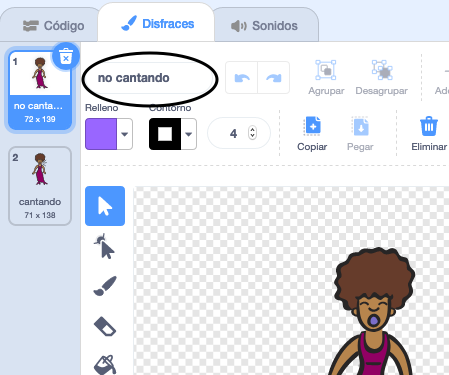 Código
Disfraces
Sonidos
1
no canta...
72 x 139
2
cantando
71 x 138
no cantando
Agrupar
Desagrupar
Relleno
Contorno
4
Copiar
Pegar
Eliminar